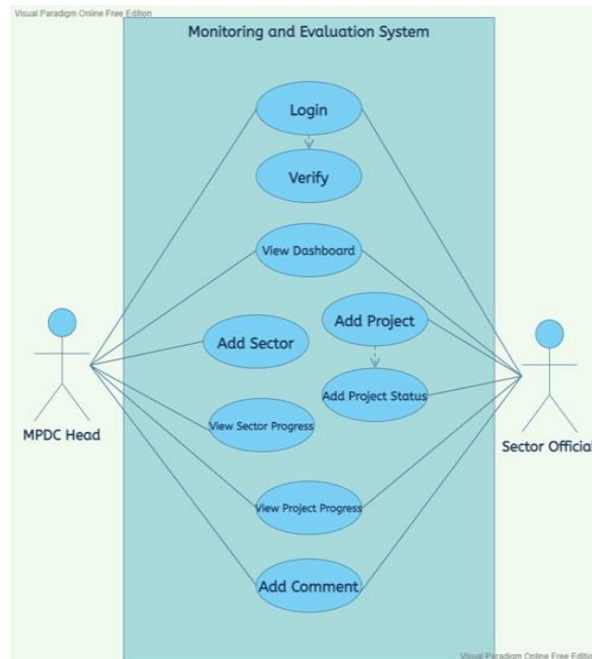 Visual Paradigm Online Free Edition
Monitoring and Evaluation System
Login
Verify
View Dashboard
Add Project
Add Sector
Add Project Status
View Sector Progress
MPDC Head
Sector Official
View Project Progress
Add Comment
Visual Paradigm Online Free Edition